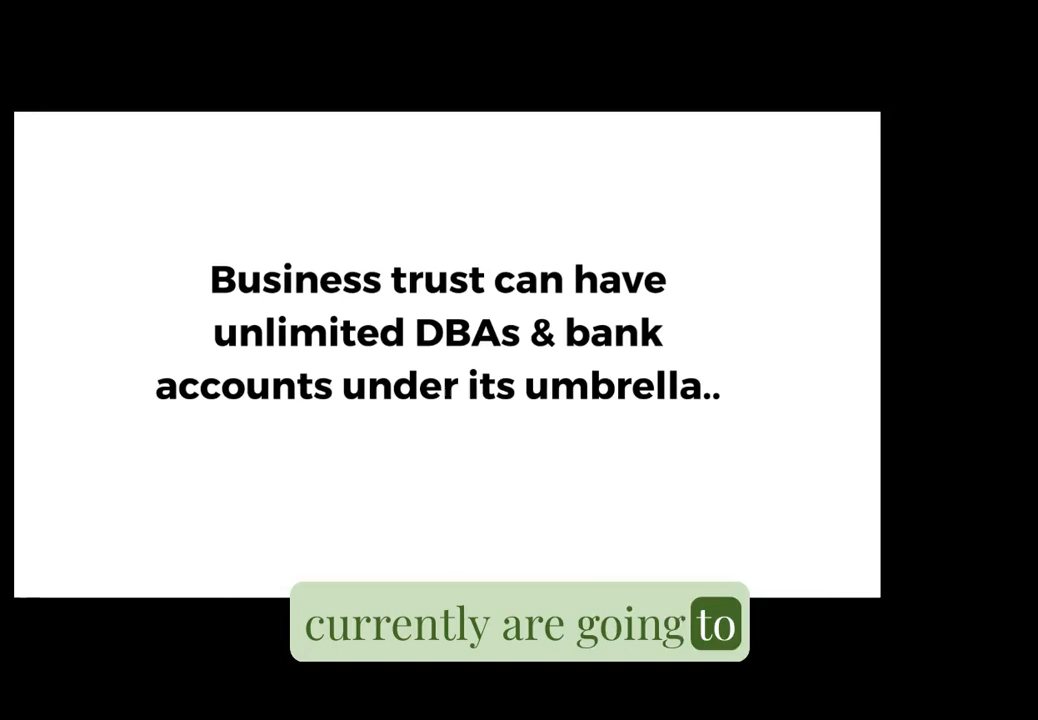 Business trust can have
unlimited DBAs & bank
accounts under its umbrella..
currently are going to